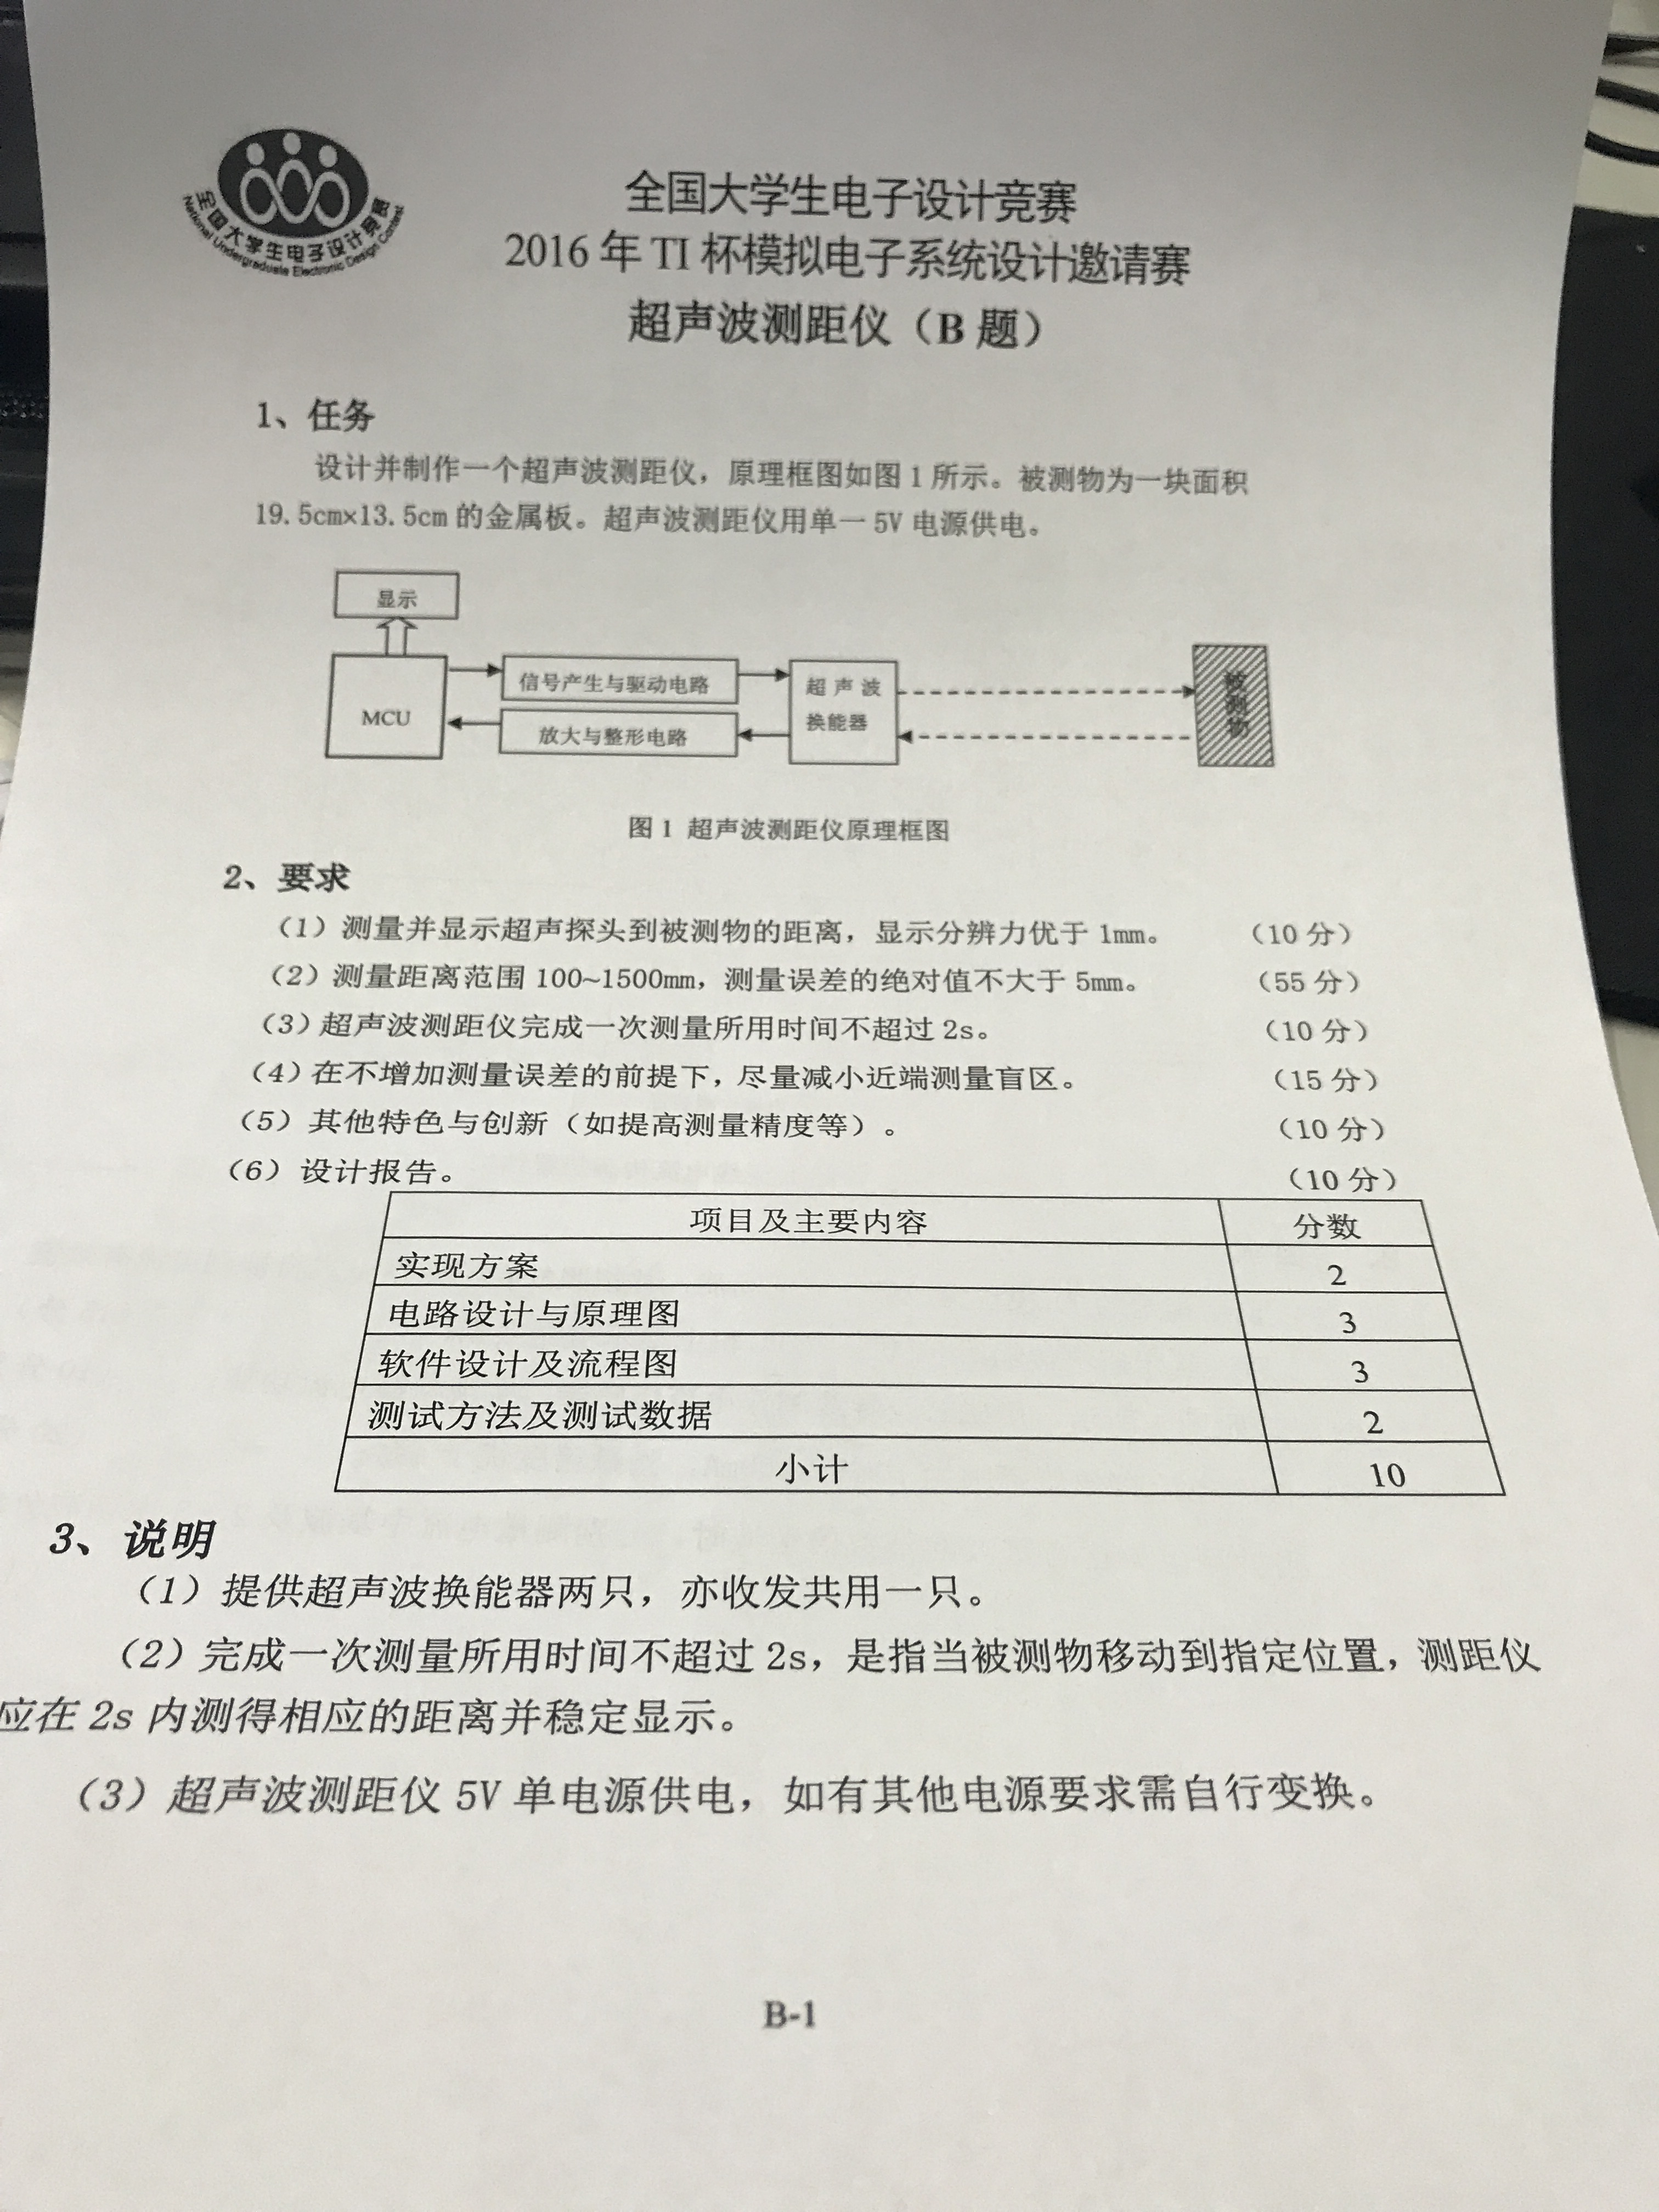 全国大学生电子设计竞赛
National Undergraduate Electronic Design Contest
全国大学生电子设计竞赛
2016 年 TI 杯模拟电子系统设计邀请赛
超声波测距仪（B 题）
1、任务
设计并制作一个超声波测距仪，原理框图如图 1 所示。被测物为一块面积
19.5cm×13.5cm 的金属板。超声波测距仪用单一 5V 电源供电。
显示
MCU
信号产生与驱动电路
放大与整形电路
超声波
换能器
被测物
图 1 超声波测距仪原理框图
2、要求
（1）测量并显示超声探头到被测物的距离，显示分辨力优于 1mm。 （10 分）
（2）测量距离范围 100~1500mm，测量误差的绝对值不大于 5mm。 （55 分）
（3）超声波测距仪完成一次测量所用时间不超过 2s。 （10 分）
（4）在不增加测量误差的前提下，尽量减小近端测量盲区。 （15 分）
（5）其他特色与创新（如提高测量精度等）。 （10 分）
（6）设计报告。 （10 分）
项目及主要内容 分数
实现方案 2
电路设计与原理图 3
软件设计及流程图 3
测试方法及测试数据 2
小计 10
3、说明
（1）提供超声波换能器两只，亦收发共用一只。
（2）完成一次测量所用时间不超过 2s，是指当被测物移动到指定位置，测距仪
应在 2s 内测得相应的距离并稳定显示。
（3）超声波测距仪 5V 单电源供电，如有其他电源要求需自行变换。
B-1